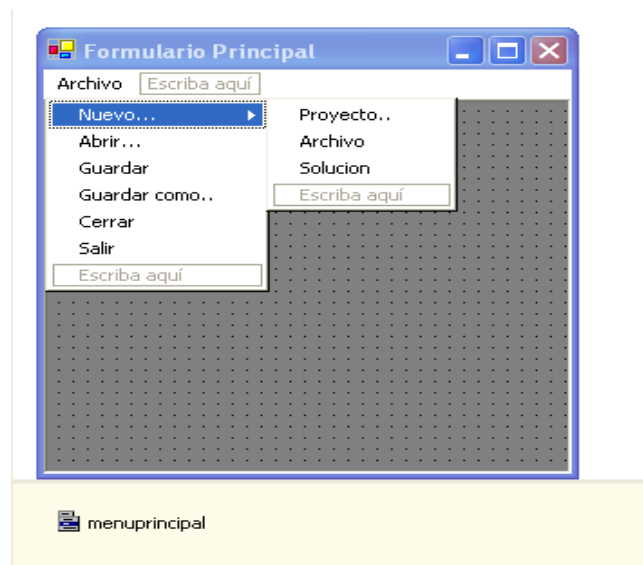 Formulario Principal
Archivo Escriba aquí
Nuevo...
Abrir...
Guardar
Guardar como..
Cerrar
Salir
Escriba aquí
Proyecto..
Archivo
Solucion
Escriba aquí
menuprincipal